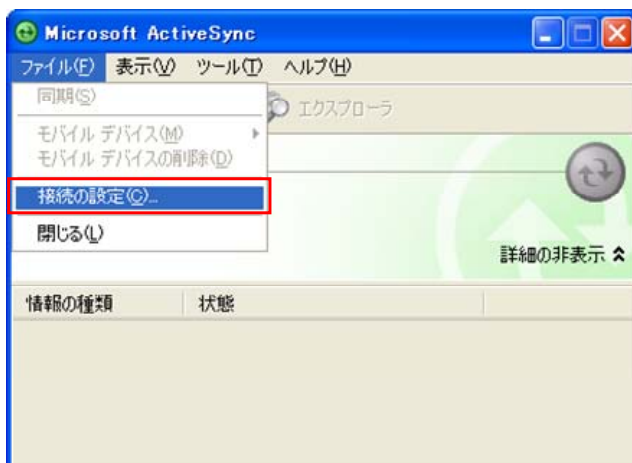 Microsoft ActiveSync
ファイル(F) 表示(V) ツール(T) ヘルプ(H)
同期(S)
エクスプローラ
モバイル デバイス(M)
モバイル デバイスの削除(D)
接続の設定(C)...
閉じる(L)
詳細の非表示
情報の種類 状態